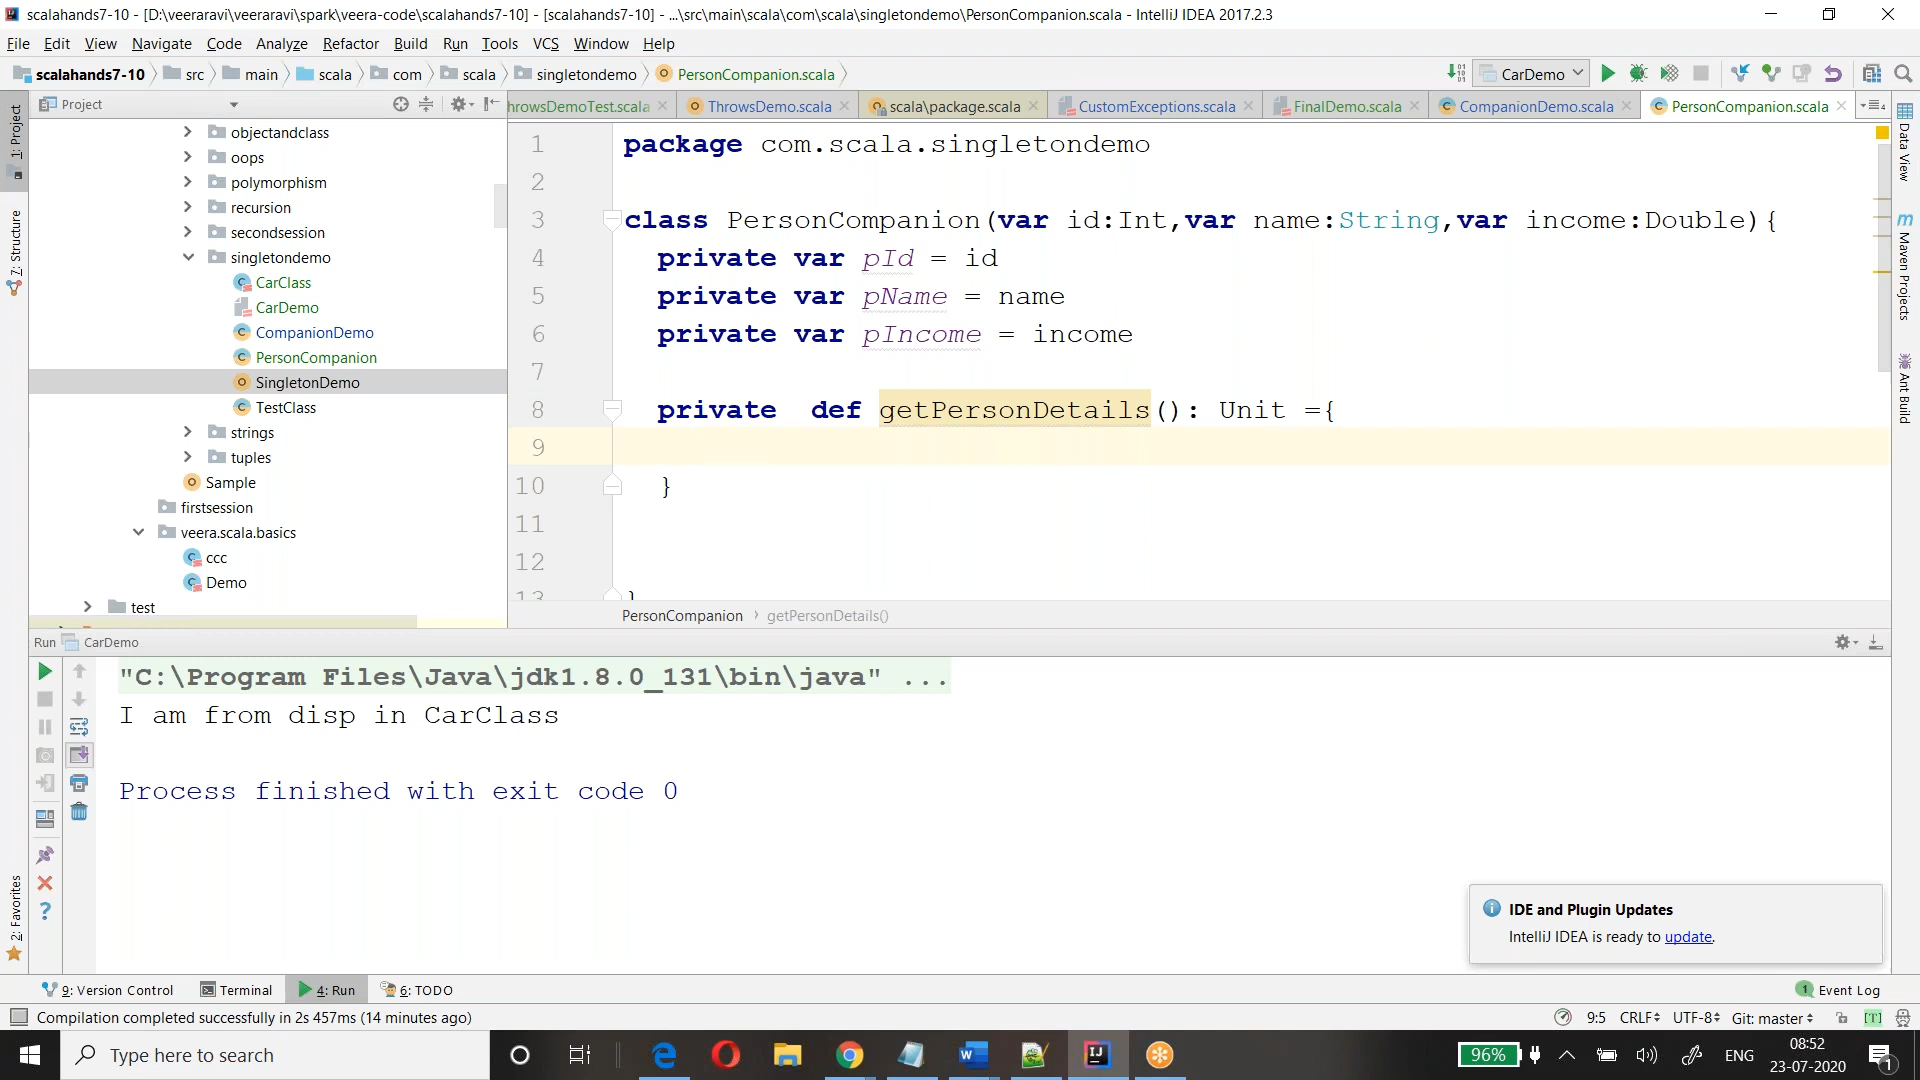 scalahands7-10 - [D:\veeraravi\veeraravi\spark\veera-code\scalahands7-10] - [scalahands7-10] - ...\src\main\scala\com\scala\singletondemo\PersonCompanion.scala - IntelliJ IDEA 2017.2.3
File Edit View Navigate Code Analyze Refactor Build Run Tools VCS Window Help
scalahands7-10 src main scala com scala singletondemo PersonCompanion.scala CarDemo
Project
hrowsDemoTest.scala ThrowsDemo.scala scala\package.scala CustomExceptions.scala FinalDemo.scala CompanionDemo.scala PersonCompanion.scala
1: Project
7: Structure
2: Favorites
objectandclass
oops
polymorphism
recursion
secondsession
singletondemo
CarClass
CarDemo
CompanionDemo
PersonCompanion
SingletonDemo
TestClass
strings
tuples
Sample
firstsession
veera.scala.basics
ccc
Demo
test
1 package com.scala.singletondemo
2
3 class PersonCompanion(var id:Int,var name:String,var income:Double){
4 private var pId = id
5 private var pName = name
6 private var pIncome = income
7
8 private def getPersonDetails(): Unit ={
9
10 }
11
12
13 }
PersonCompanion getPersonDetails()
Data View
Maven Projects
Ant Build
Run CarDemo
"C:\Program Files\Java\jdk1.8.0_131\bin\java" ...
I am from disp in CarClass
Process finished with exit code 0
IDE and Plugin Updates
IntelliJ IDEA is ready to update.
9: Version Control Terminal 4: Run 6: TODO 1 Event Log
Compilation completed successfully in 2s 457ms (14 minutes ago) 9:5 CRLF UTF-8 Git: master [T]
Type here to search 96% ENG 08:52
23-07-2020 1